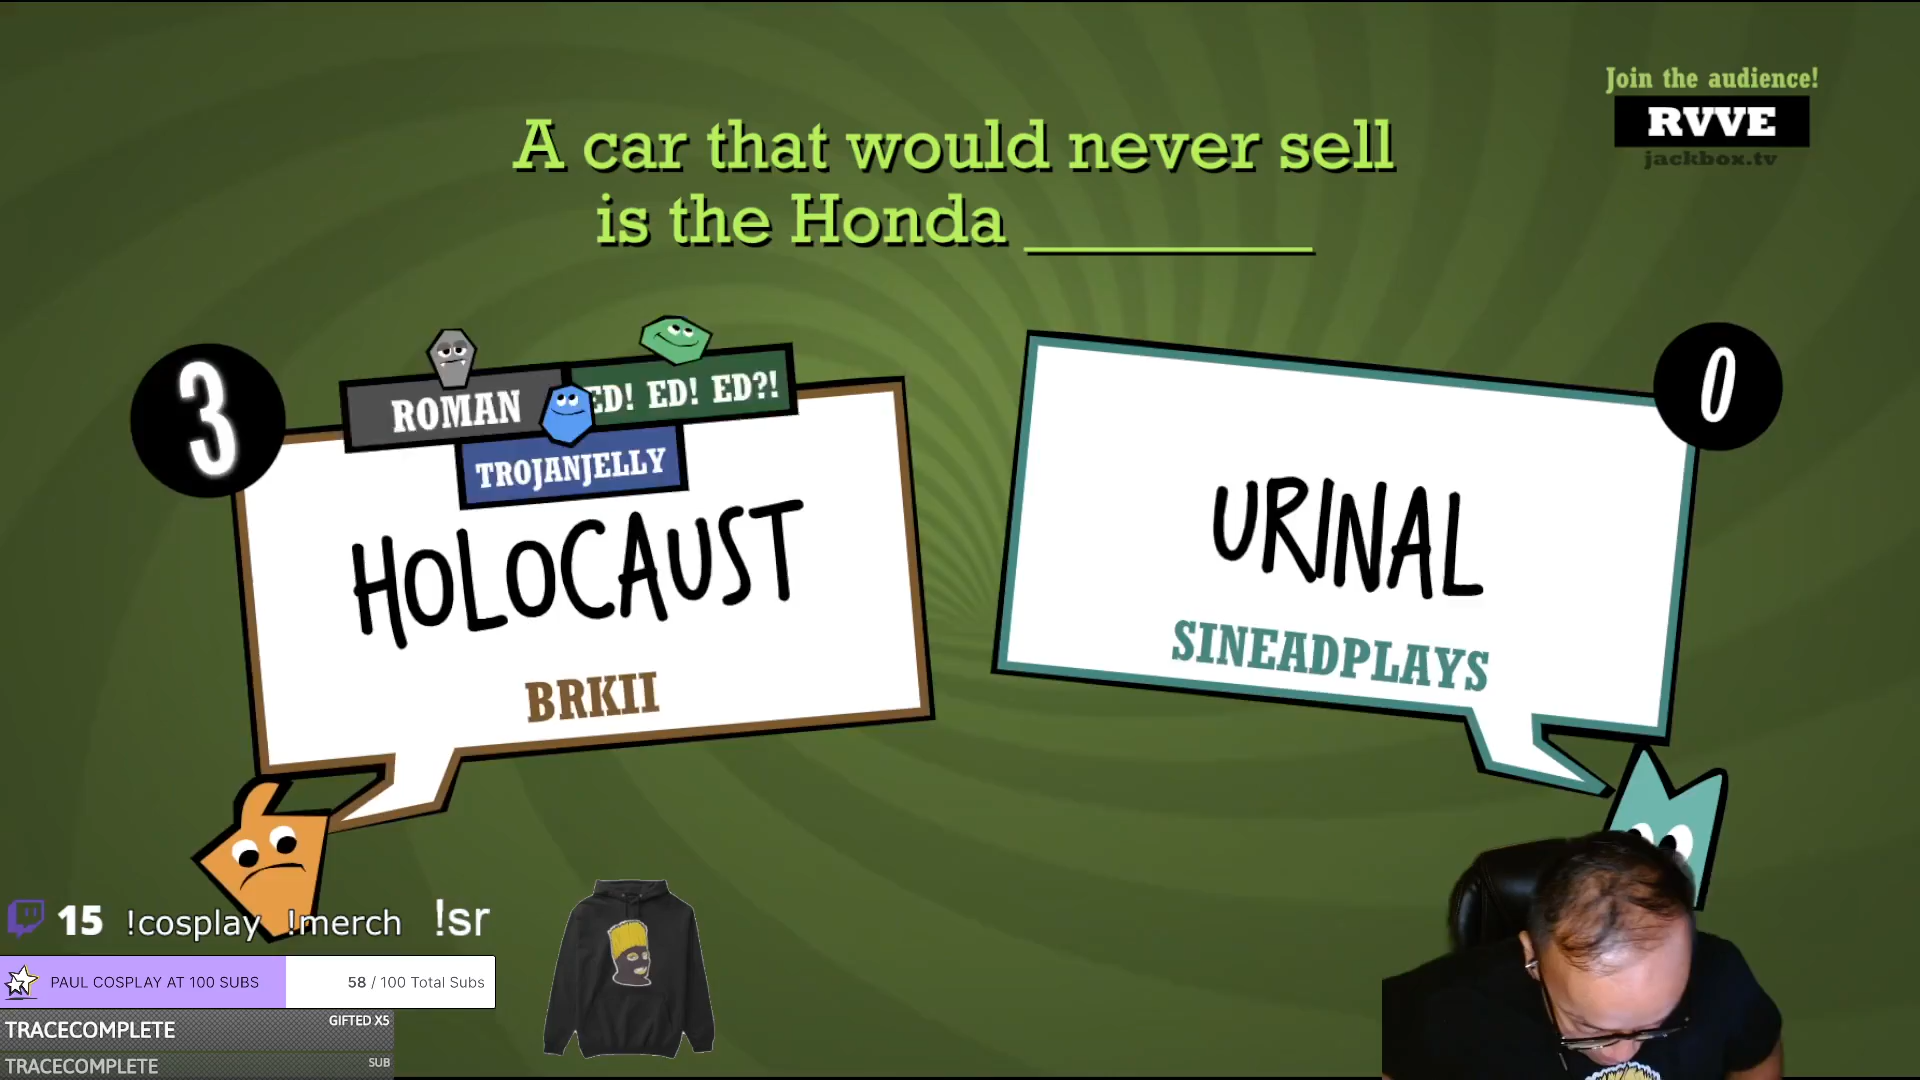 Join the audience!
RVVE
jackbox.tv
A car that would never sell
is the Honda
3
ROMAN
ED! ED! ED?!
TROJANJELLY
HOLOCAUST
BRKII
0
URINAL
SINEADPLAYS
15 !cosplay !merch !sr
PAUL COSPLAY AT 100 SUBS 58 / 100 Total Subs
TRACECOMPLETE GIFTED X5
TRACECOMPLETE SUB